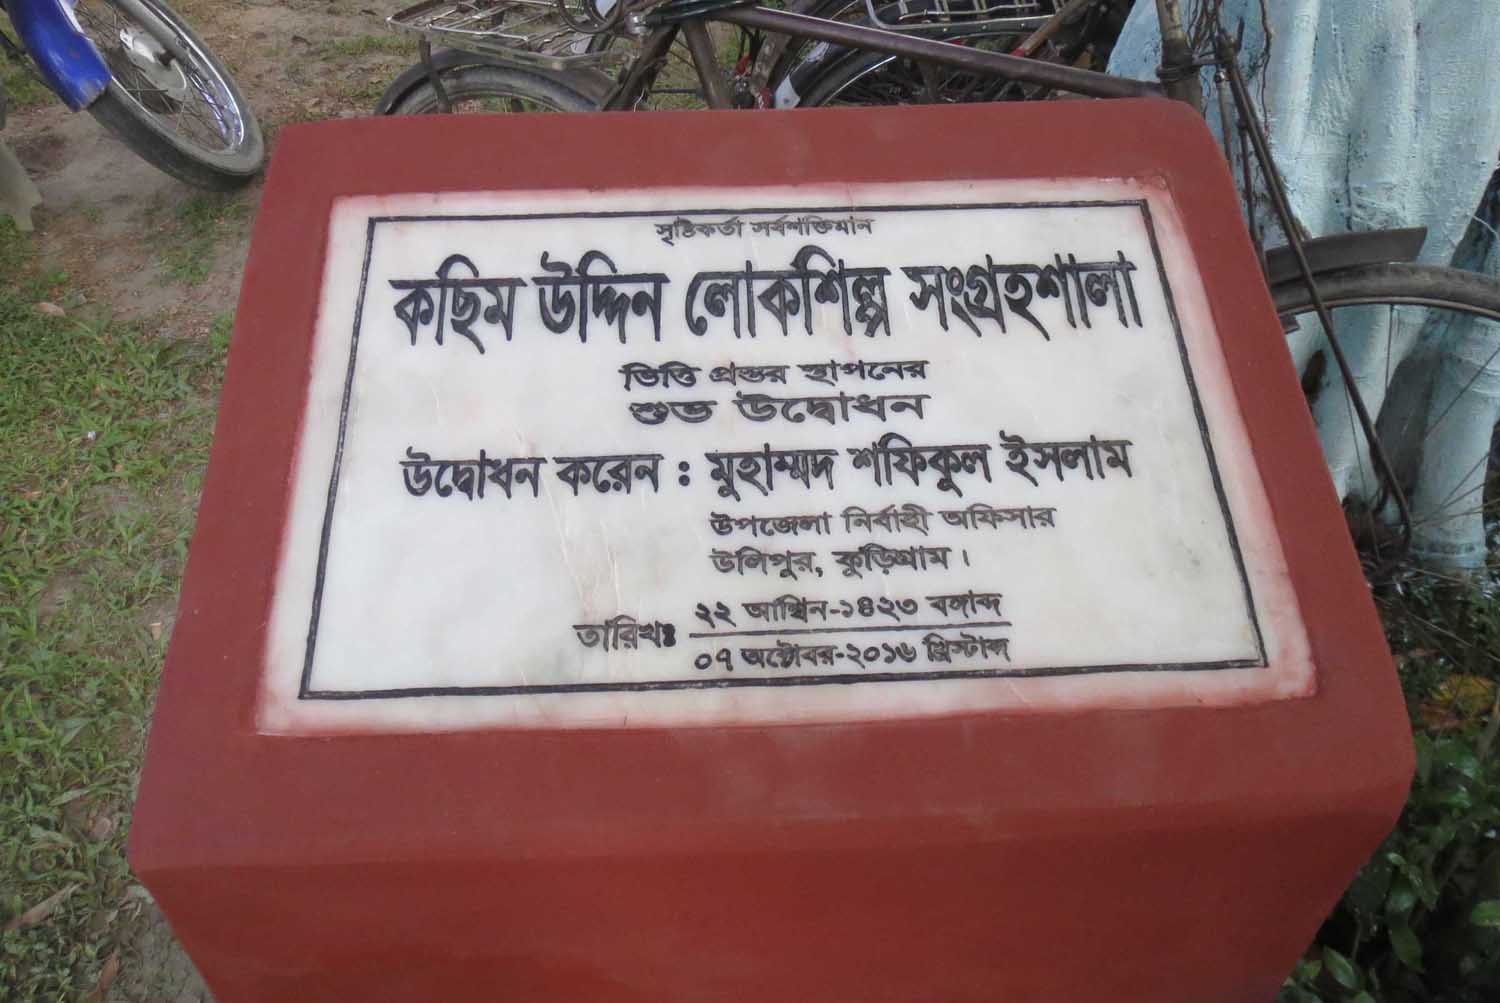 সৃষ্টিকর্তা সর্বশক্তিমান
কছিম উদ্দিন লোকশিল্প সংগ্রহশালা
ভিত্তি প্রস্তর স্থাপনের
শুভ উদ্বোধন
উদ্বোধন করেন : মুহাম্মদ শফিকুল ইসলাম
উপজেলা নির্বাহী অফিসার
উলিপুর, কুড়িগ্রাম।
২২ আশ্বিন-১৪২৩ বঙ্গাব্দ
তারিখঃ
০৭ অক্টোবর-২০১৬ খ্রিস্টাব্দ